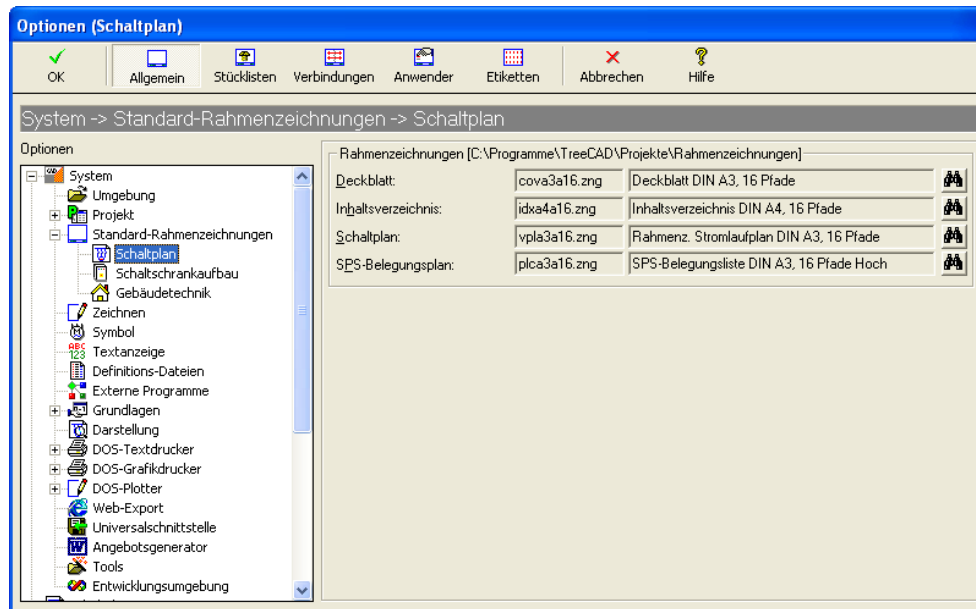 Optionen (Schaltplan)
OK Allgemein Stücklisten Verbindungen Anwender Etiketten Abbrechen Hilfe
System -> Standard-Rahmenzeichnungen -> Schaltplan
Optionen
System
Umgebung
Projekt
Standard-Rahmenzeichnungen
Schaltplan
Schaltschrankaufbau
Gebäudetechnik
Zeichnen
Symbol
Textanzeige
Definitions-Dateien
Externe Programme
Grundlagen
Darstellung
DOS-Textdrucker
DOS-Grafikdrucker
DOS-Plotter
Web-Export
Universalschnittstelle
Angebotsgenerator
Tools
Entwicklungsumgebung
Rahmenzeichnungen [C:\Programme\TreeCAD\Projekte\Rahmenzeichnungen]
Deckblatt: cova3a16.zng Deckblatt DIN A3, 16 Pfade
Inhaltsverzeichnis: idxa4a16.zng Inhaltsverzeichnis DIN A4, 16 Pfade
Schaltplan: vpla3a16.zng Rahmenz. Stromlaufplan DIN A3, 16 Pfade
SPS-Belegungsplan: plca3a16.zng SPS-Belegungsliste DIN A3, 16 Pfade Hoch